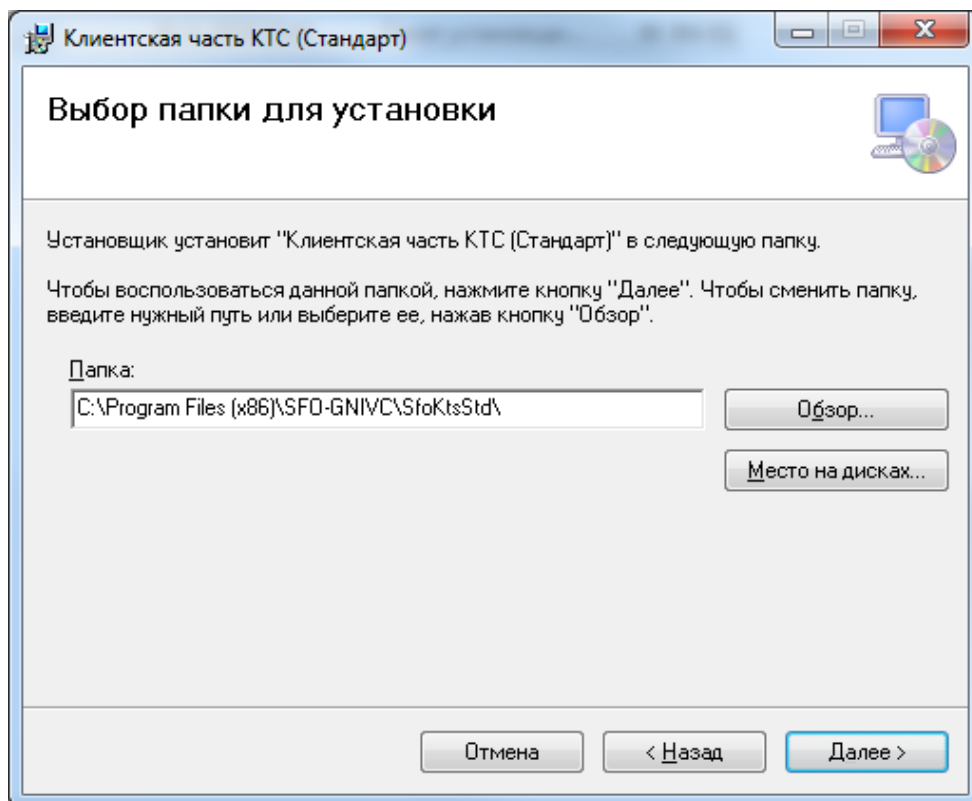 Клиентская часть КТС (Стандарт)
Выбор папки для установки
Установщик установит "Клиентская часть КТС (Стандарт)" в следующую папку.
Чтобы воспользоваться данной папкой, нажмите кнопку "Далее". Чтобы сменить папку,
введите нужный путь или выберите ее, нажав кнопку "Обзор".
Папка:
C:\Program Files (x86)\SFO-GNIVC\SfoKtsStd\
Обзор...
Место на дисках...
Отмена
< Назад
Далее >